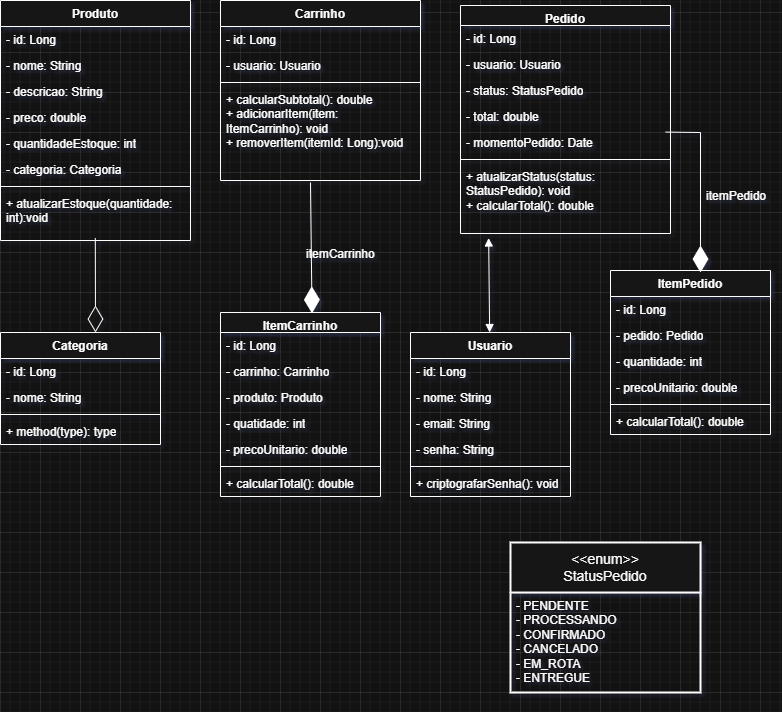 Produto
- id: Long
- nome: String
- descricao: String
- preco: double
- quantidadeEstoque: int
- categoria: Categoria
+ atualizarEstoque(quantidade:
int):void
Carrinho
- id: Long
- usuario: Usuario
+ calcularSubtotal(): double
+ adicionarItem(item:
ItemCarrinho): void
+ removerItem(itemId: Long):void
Pedido
- id: Long
- usuario: Usuario
- status: StatusPedido
- total: double
- momentoPedido: Date
+ atualizarStatus(status:
StatusPedido): void
+ calcularTotal(): double
itemPedido
itemCarrinho
Categoria
- id: Long
- nome: String
+ method(type): type
ItemCarrinho
- id: Long
- carrinho: Carrinho
- produto: Produto
- quatidade: int
- precoUnitario: double
+ calcularTotal(): double
Usuario
- id: Long
- nome: String
- email: String
- senha: String
+ criptografarSenha(): void
ItemPedido
- id: Long
- pedido: Pedido
- quantidade: int
- precoUnitario: double
+ calcularTotal(): double
<<enum>>
StatusPedido
- PENDENTE
- PROCESSANDO
- CONFIRMADO
- CANCELADO
- EM_ROTA
- ENTREGUE